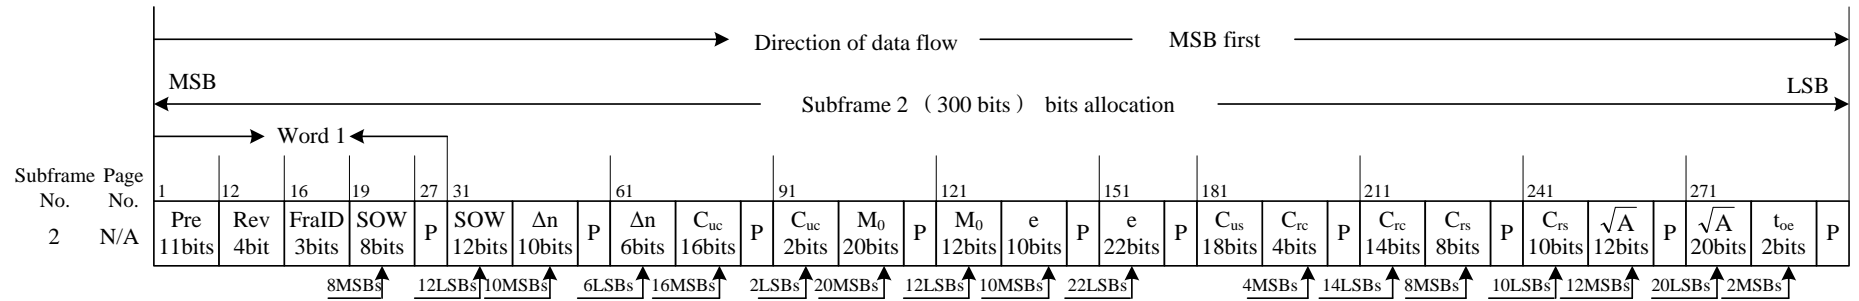 Direction of data flow MSB first
MSB LSB
Subframe 2 （300 bits） bits allocation
Word 1
Subframe No. Page No.
1 12 16 19 27 31 61 91 121 151 181 211 241 271
2 N/A Pre 11bits Rev 4bit FraID 3bits SOW 8bits P SOW 12bits Δn 10bits P Δn 6bits Cuc 16bits P Cuc 2bits M0 20bits P M0 12bits e 10bits P e 22bits P Cus 18bits Crc 4bits P Crc 14bits Crs 8bits P Crs 10bits √A 12bits P √A 20bits toe 2bits P
8MSBs 12LSBs 10MSBs 6LSBs 16MSBs 2LSBs 20MSBs 12LSBs 10MSBs 22LSBs 4MSBs 14LSBs 8MSBs 10LSBs 12MSBs 20LSBs 2MSBs